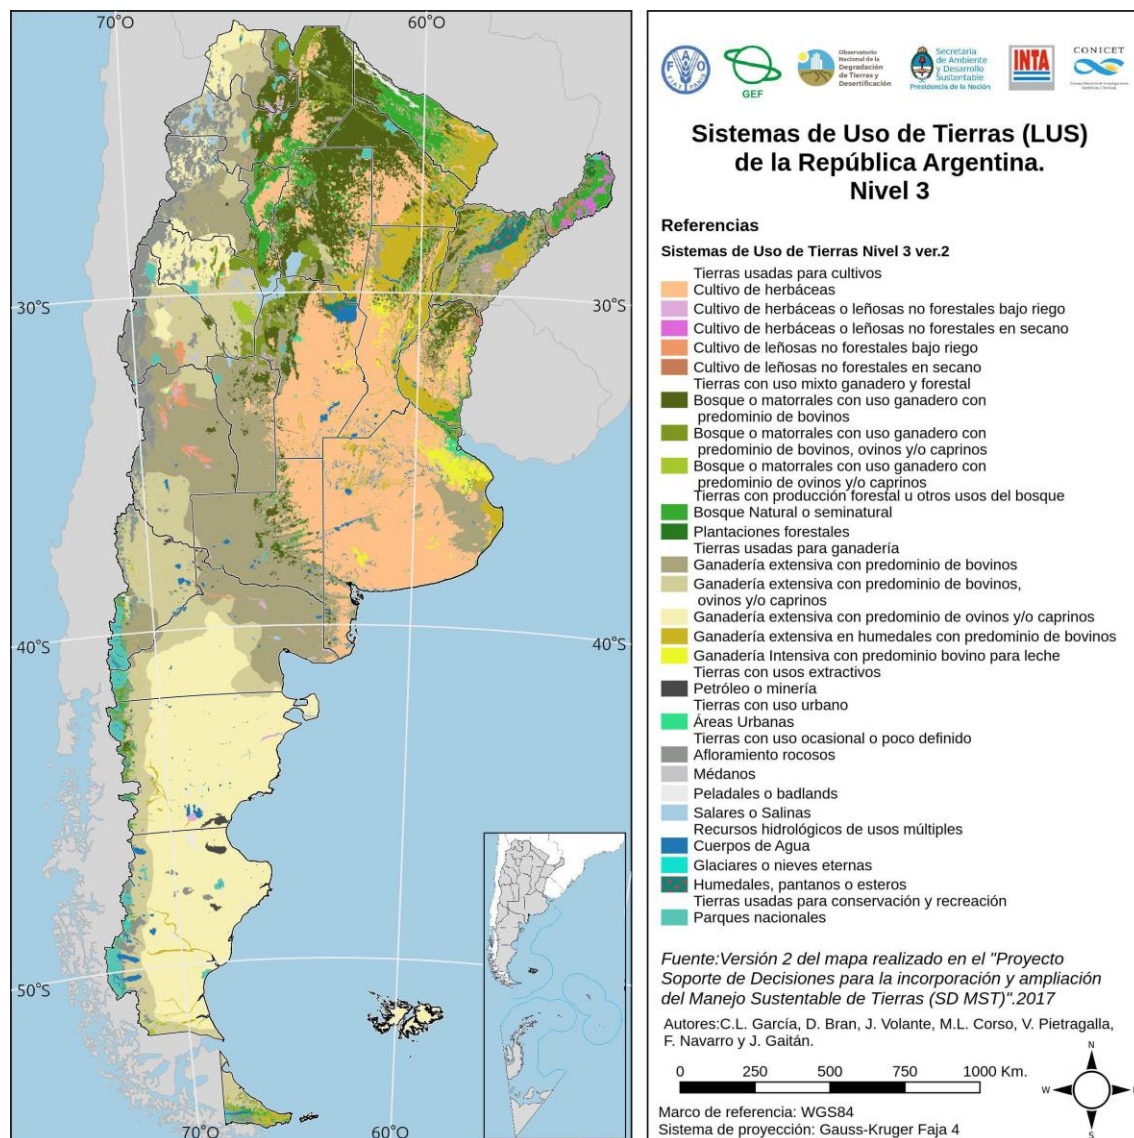 70°O
60°O
30°S
30°S
40°S
40°S
50°S
70°O
60°O
FAO
FIAT PANIS
GEF
Observatorio
Nacional de la
Degradación
de Tierras y
Desertificación
Secretaría
de Ambiente
y Desarrollo
Sustentable
Presidencia de la Nación
INTA
CONICET
Sistemas de Uso de Tierras (LUS)
de la República Argentina.
Nivel 3
Referencias
Sistemas de Uso de Tierras Nivel 3 ver.2
Tierras usadas para cultivos
Cultivo de herbáceas
Cultivo de herbáceas o leñosas no forestales bajo riego
Cultivo de herbáceas o leñosas no forestales en secano
Cultivo de leñosas no forestales bajo riego
Cultivo de leñosas no forestales en secano
Tierras con uso mixto ganadero y forestal
Bosque o matorrales con uso ganadero con
predominio de bovinos
Bosque o matorrales con uso ganadero con
predominio de bovinos, ovinos y/o caprinos
Bosque o matorrales con uso ganadero con
predominio de ovinos y/o caprinos
Tierras con producción forestal u otros usos del bosque
Bosque Natural o seminatural
Plantaciones forestales
Tierras usadas para ganadería
Ganadería extensiva con predominio de bovinos
Ganadería extensiva con predominio de bovinos,
ovinos y/o caprinos
Ganadería extensiva con predominio de ovinos y/o caprinos
Ganadería extensiva en humedales con predominio de bovinos
Ganadería Intensiva con predominio bovino para leche
Tierras con usos extractivos
Petróleo o minería
Tierras con uso urbano
Áreas Urbanas
Tierras con uso ocasional o poco definido
Afloramiento rocosos
Médanos
Peladales o badlands
Salares o Salinas
Recursos hidrológicos de usos múltiples
Cuerpos de Agua
Glaciares o nieves eternas
Humedales, pantanos o esteros
Tierras usadas para conservación y recreación
Parques nacionales
Fuente:Versión 2 del mapa realizado en el "Proyecto
Soporte de Decisiones para la incorporación y ampliación
del Manejo Sustentable de Tierras (SD MST)".2017
Autores:C.L. García, D. Bran, J. Volante, M.L. Corso, V. Pietragalla,
F. Navarro y J. Gaitán.
0 250 500 750 1000 Km.
N
W
S
Marco de referencia: WGS84
Sistema de proyección: Gauss-Kruger Faja 4